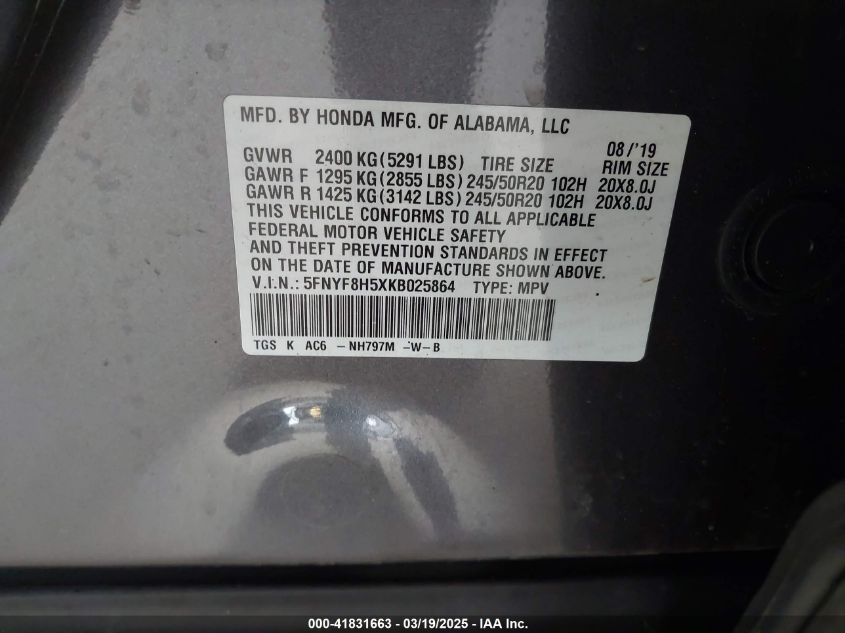 MFD. BY HONDA MFG. OF ALABAMA, LLC
08/'19
GVWR 2400 KG(5291 LBS) TIRE SIZE RIM SIZE
GAWR F 1295 KG(2855 LBS) 245/50R20 102H 20X8.0J
GAWR R 1425 KG(3142 LBS) 245/50R20 102H 20X8.0J
THIS VEHICLE CONFORMS TO ALL APPLICABLE
FEDERAL MOTOR VEHICLE SAFETY
AND THEFT PREVENTION STANDARDS IN EFFECT
ON THE DATE OF MANUFACTURE SHOWN ABOVE.
V.I.N.: 5FNYF8H5XKB025864 TYPE: MPV
TGS K AC6 -NH797M -W-B
000-41831663 - 03/19/2025 - IAA, Inc.